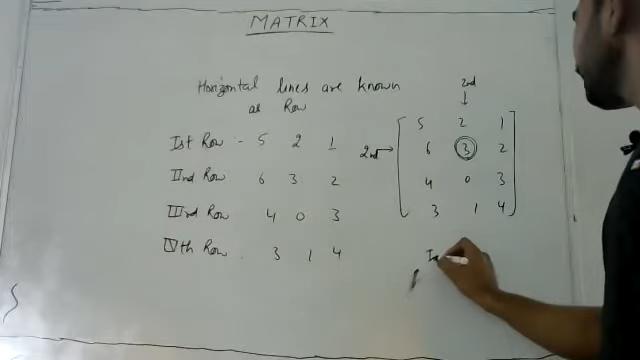 MATRIX
Horizontal lines are known
as Row
Ist Row :- 5 2 1
IInd Row 6 3 2
IIIrd Row 4 0 3
IVth Row . 3 1 4
2nd
↓
5 2 1
2nd → 6 3 2
4 0 3
3 1 4